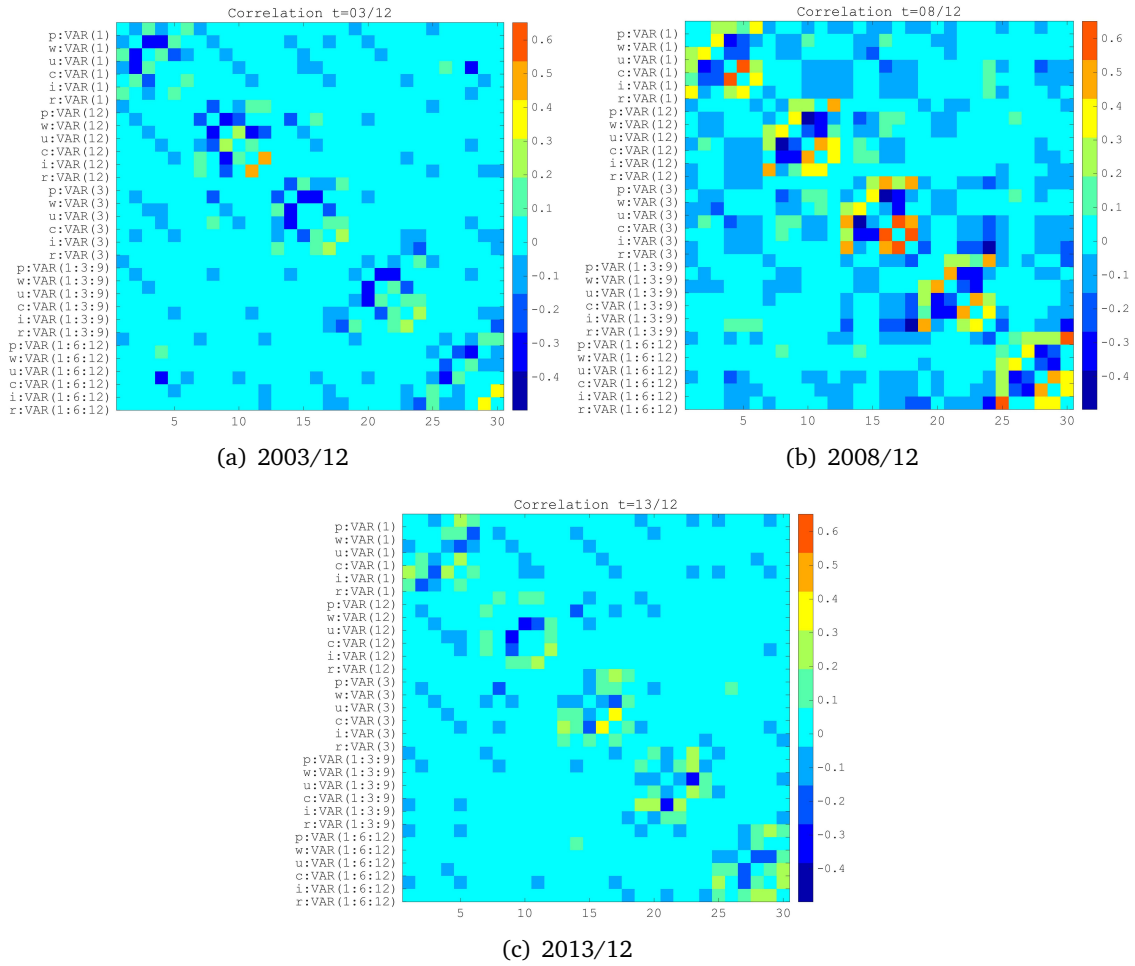 Correlation t=03/12
p:VAR(1)
w:VAR(1)
u:VAR(1)
c:VAR(1)
i:VAR(1)
r:VAR(1)
p:VAR(12)
w:VAR(12)
u:VAR(12)
c:VAR(12)
i:VAR(12)
r:VAR(12)
p:VAR(3)
w:VAR(3)
u:VAR(3)
c:VAR(3)
i:VAR(3)
r:VAR(3)
p:VAR(1:3:9)
w:VAR(1:3:9)
u:VAR(1:3:9)
c:VAR(1:3:9)
i:VAR(1:3:9)
r:VAR(1:3:9)
p:VAR(1:6:12)
w:VAR(1:6:12)
u:VAR(1:6:12)
c:VAR(1:6:12)
i:VAR(1:6:12)
r:VAR(1:6:12)
5 10 15 20 25 30
0.6
0.5
0.4
0.3
0.2
0.1
0
-0.1
-0.2
-0.3
-0.4
(a) 2003/12
Correlation t=08/12
p:VAR(1)
w:VAR(1)
u:VAR(1)
c:VAR(1)
i:VAR(1)
r:VAR(1)
p:VAR(12)
w:VAR(12)
u:VAR(12)
c:VAR(12)
i:VAR(12)
r:VAR(12)
p:VAR(3)
w:VAR(3)
u:VAR(3)
c:VAR(3)
i:VAR(3)
r:VAR(3)
p:VAR(1:3:9)
w:VAR(1:3:9)
u:VAR(1:3:9)
c:VAR(1:3:9)
i:VAR(1:3:9)
r:VAR(1:3:9)
p:VAR(1:6:12)
w:VAR(1:6:12)
u:VAR(1:6:12)
c:VAR(1:6:12)
i:VAR(1:6:12)
r:VAR(1:6:12)
5 10 15 20 25 30
0.6
0.5
0.4
0.3
0.2
0.1
0
-0.1
-0.2
-0.3
-0.4
(b) 2008/12
Correlation t=13/12
p:VAR(1)
w:VAR(1)
u:VAR(1)
c:VAR(1)
i:VAR(1)
r:VAR(1)
p:VAR(12)
w:VAR(12)
u:VAR(12)
c:VAR(12)
i:VAR(12)
r:VAR(12)
p:VAR(3)
w:VAR(3)
u:VAR(3)
c:VAR(3)
i:VAR(3)
r:VAR(3)
p:VAR(1:3:9)
w:VAR(1:3:9)
u:VAR(1:3:9)
c:VAR(1:3:9)
i:VAR(1:3:9)
r:VAR(1:3:9)
p:VAR(1:6:12)
w:VAR(1:6:12)
u:VAR(1:6:12)
c:VAR(1:6:12)
i:VAR(1:6:12)
r:VAR(1:6:12)
5 10 15 20 25 30
0.6
0.5
0.4
0.3
0.2
0.1
0
-0.1
-0.2
-0.3
-0.4
(c) 2013/12